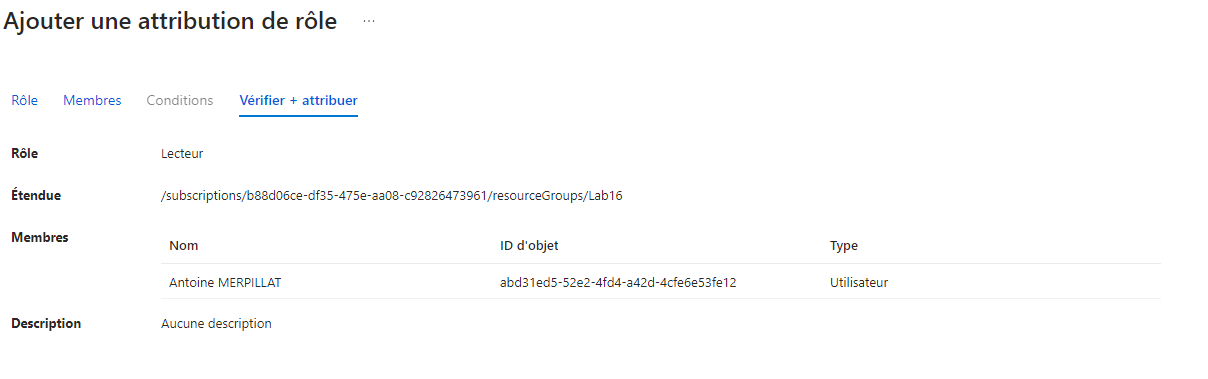 Ajouter une attribution de rôle ...
Rôle Membres Conditions Vérifier + attribuer
Rôle Lecteur
Étendue /subscriptions/b88d06ce-df35-475e-aa08-c92826473961/resourceGroups/Lab16
Membres
Nom ID d'objet Type
Antoine MERPILLAT abd31ed5-52e2-4fd4-a42d-4cfe6e53fe12 Utilisateur
Description Aucune description